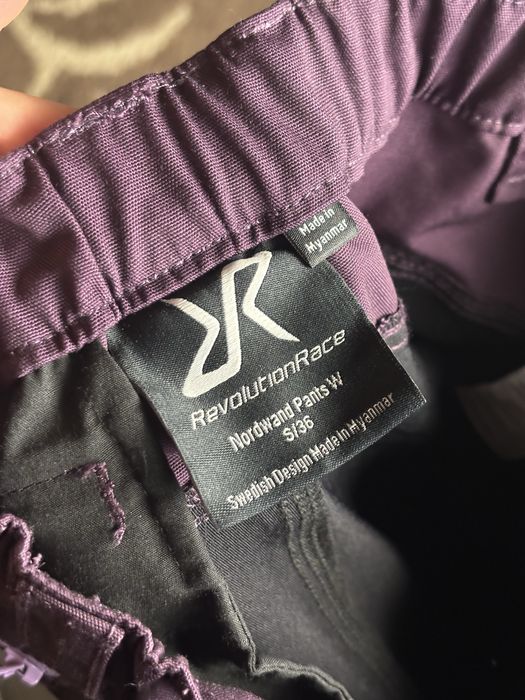 Made in
Myanmar
RevolutionRace
Nordwand Pants W
S/36
Swedish Design Made in Myanmar